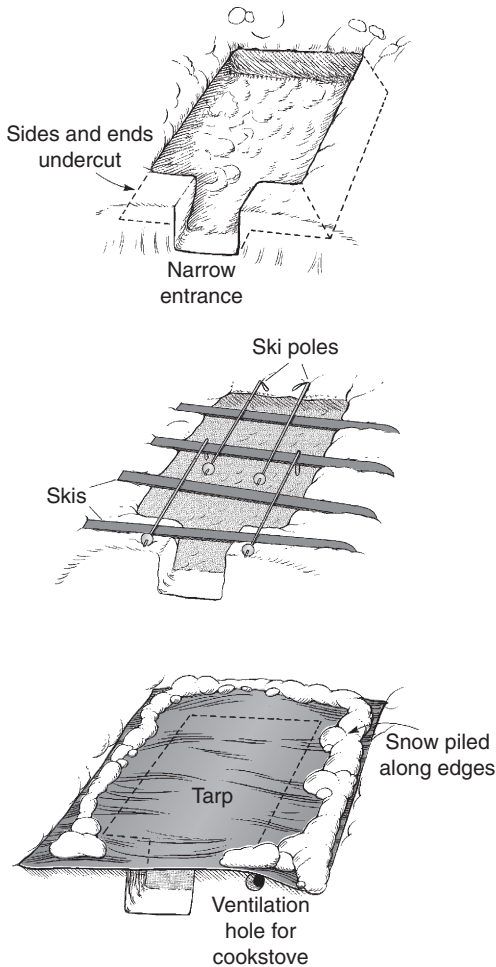 Sides and ends
undercut
Narrow
entrance
Ski poles
Skis
Snow piled
along edges
Tarp
Ventilation
hole for
cookstove